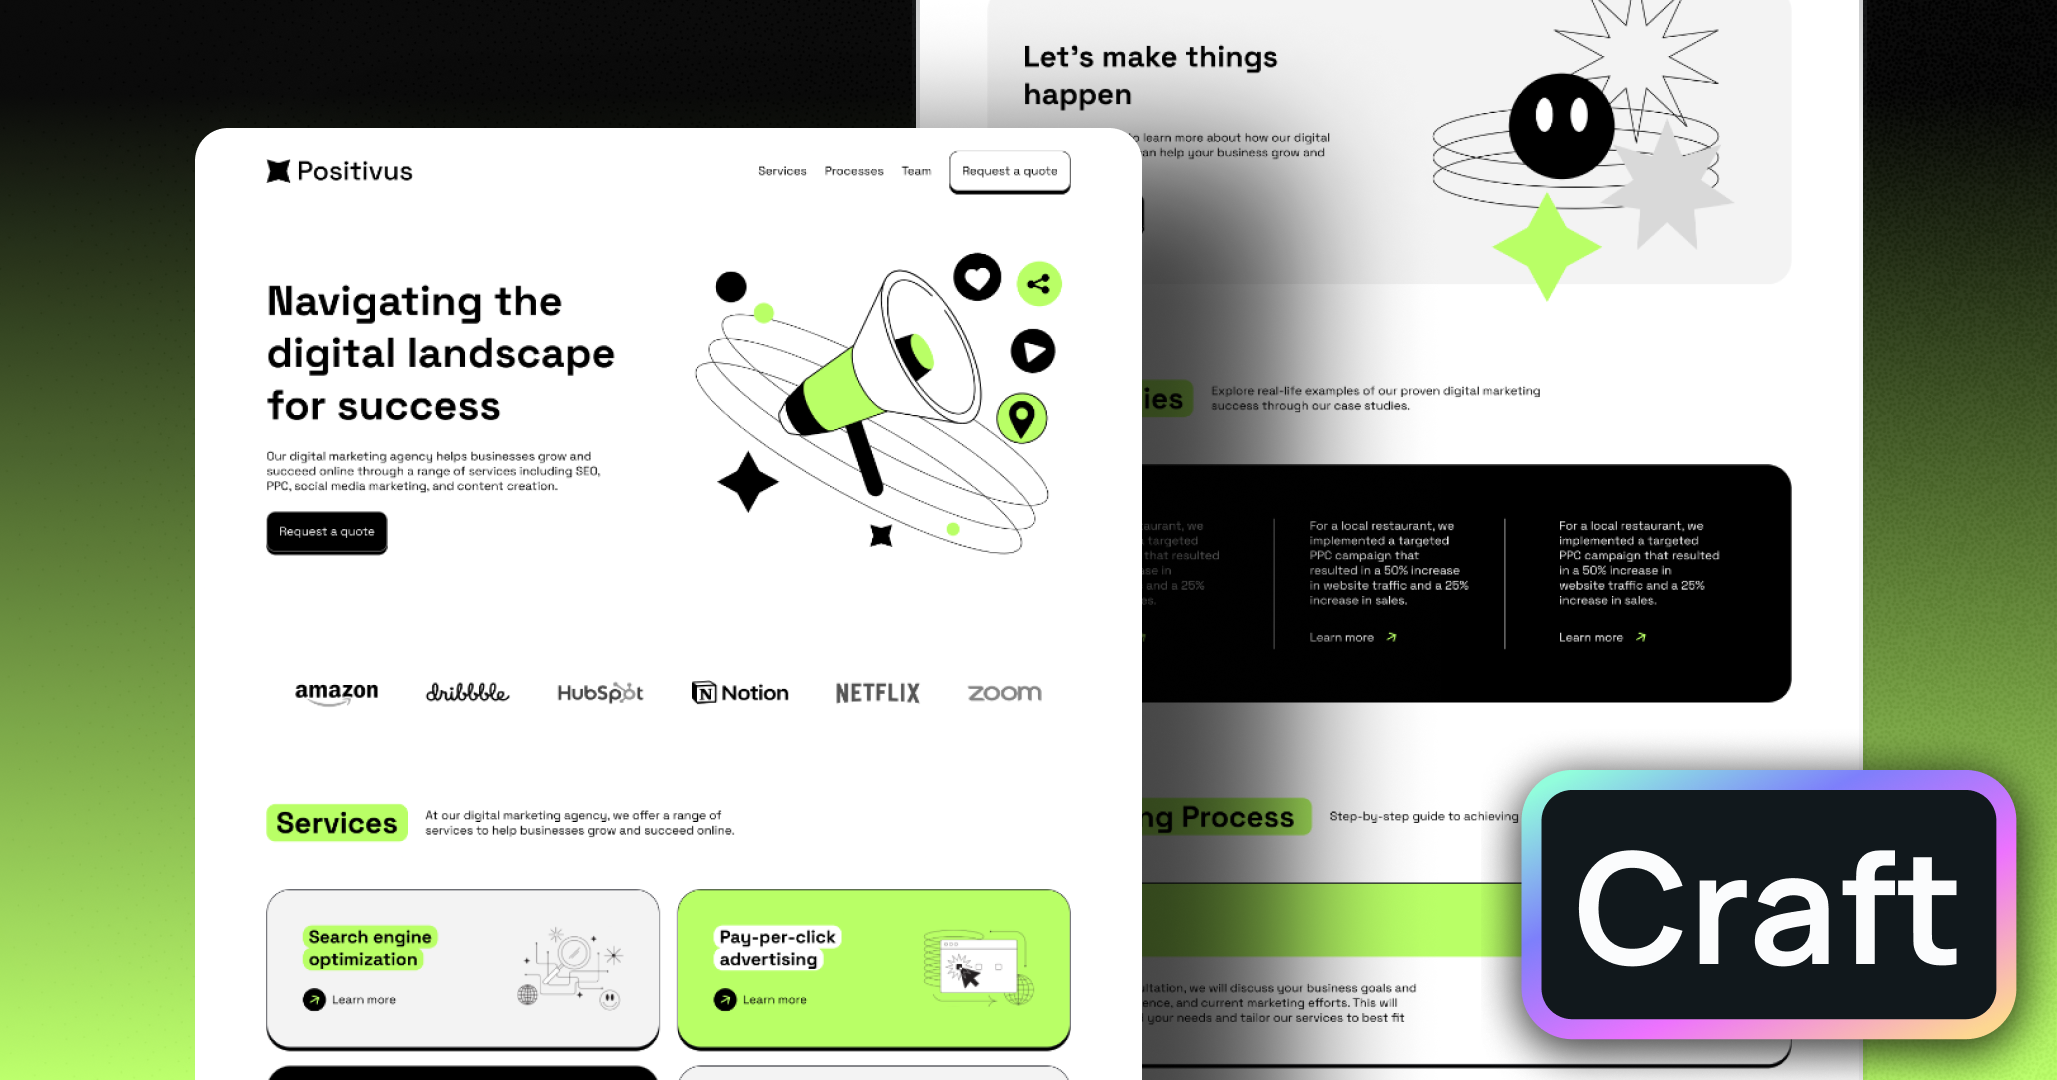 Positivus
Services Processes Team Request a quote
Navigating the
digital landscape
for success
Our digital marketing agency helps businesses grow and
succeed online through a range of services including SEO,
PPC, social media marketing, and content creation.
Request a quote
amazon dribbble HubSpot Notion NETFLIX zoom
Services
At our digital marketing agency, we offer a range of
services to help businesses grow and succeed online.
Search engine
optimization
Learn more
Pay-per-click
advertising
Learn more
Let's make things
happen
to learn more about how our digital
can help your business grow and
ies
Explore real-life examples of our proven digital marketing
success through our case studies.
aurant, we
targeted
that resulted
ase in
and a 25%
es.
For a local restaurant, we
implemented a targeted
PPC campaign that
resulted in a 50% increase
in website traffic and a 25%
increase in sales.
Learn more
For a local restaurant, we
implemented a targeted
PPC campaign that resulted
in a 50% increase in
website traffic and a 25%
increase in sales.
Learn more
ng Process
Step-by-step guide to achieving
ultation, we will discuss your business goals and
ence, and current marketing efforts. This will
your needs and tailor our services to best fit
Craft